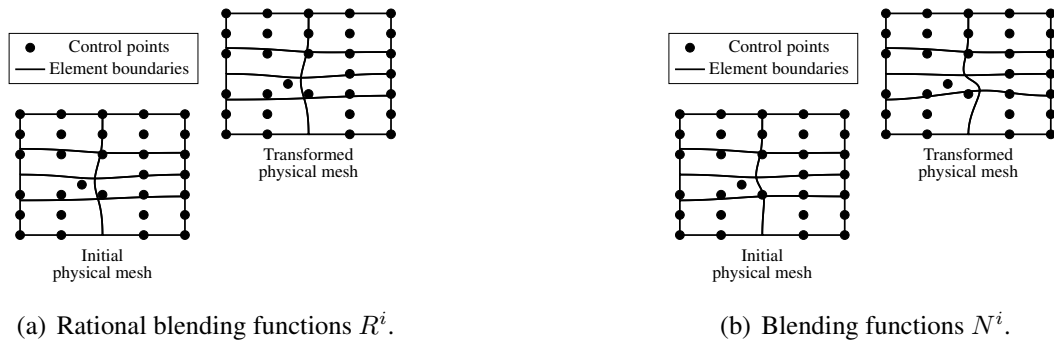 Control points
Element boundaries
Transformed
physical mesh
Initial
physical mesh
(a) Rational blending functions R^i.
Control points
Element boundaries
Transformed
physical mesh
Initial
physical mesh
(b) Blending functions N^i.